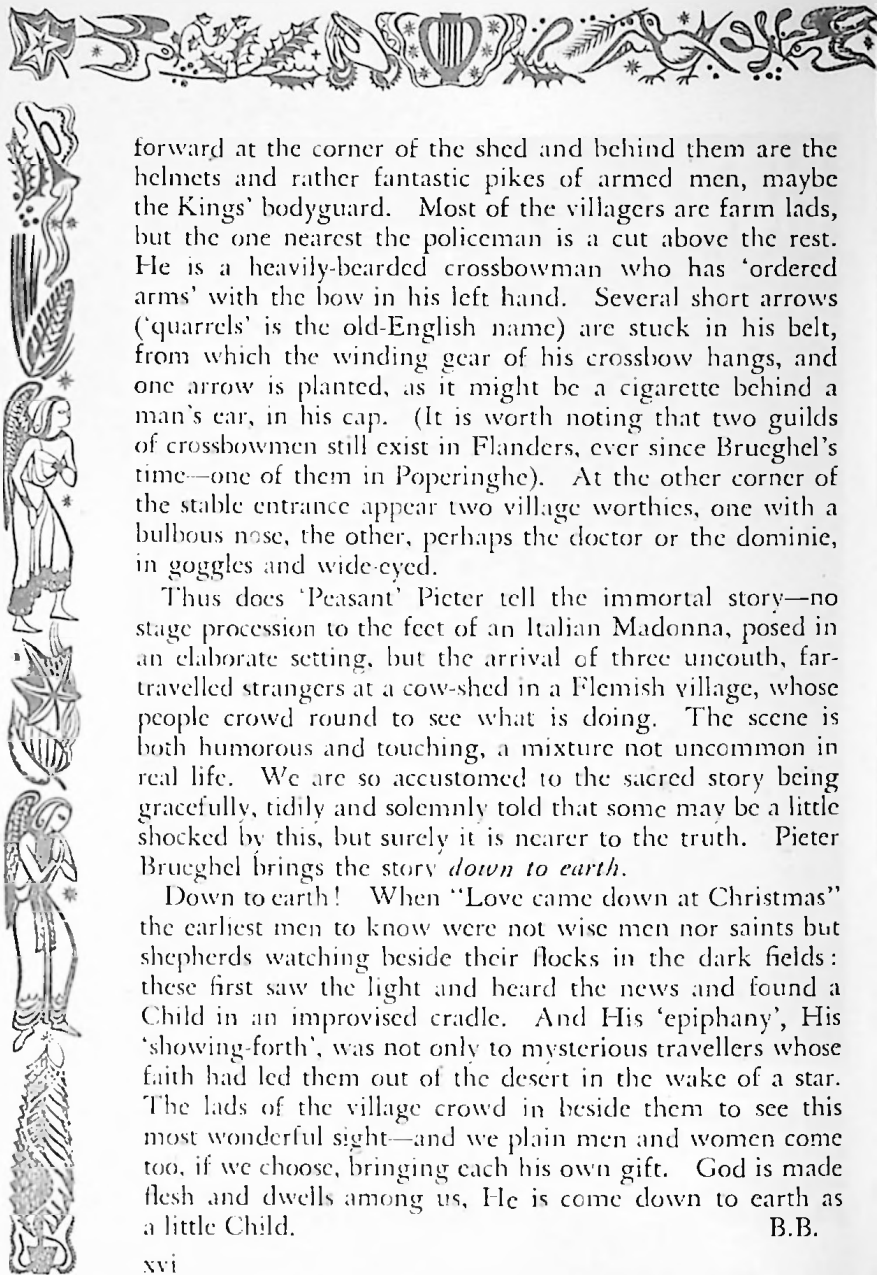 forward at the corner of the shed and behind them are the
helmets and rather fantastic pikes of armed men, maybe
the Kings' bodyguard. Most of the villagers are farm lads,
but the one nearest the policeman is a cut above the rest.
He is a heavily-bearded crossbowman who has 'ordered
arms' with the bow in his left hand. Several short arrows
('quarrels' is the old-English name) are stuck in his belt,
from which the winding gear of his crossbow hangs, and
one arrow is planted, as it might be a cigarette behind a
man's ear, in his cap. (It is worth noting that two guilds
of crossbowmen still exist in Flanders, ever since Brueghel's
time—one of them in Poperinghe). At the other corner of
the stable entrance appear two village worthies, one with a
bulbous nose, the other, perhaps the doctor or the dominie,
in goggles and wide-eyed.
Thus does 'Peasant' Pieter tell the immortal story—no
stage procession to the feet of an Italian Madonna, posed in
an elaborate setting, but the arrival of three uncouth, far-
travelled strangers at a cow-shed in a Flemish village, whose
people crowd round to see what is doing. The scene is
both humorous and touching, a mixture not uncommon in
real life. We are so accustomed to the sacred story being
gracefully, tidily and solemnly told that some may be a little
shocked by this, but surely it is nearer to the truth. Pieter
Brueghel brings the story down to earth.
Down to earth! When "Love came down at Christmas"
the earliest men to know were not wise men nor saints but
shepherds watching beside their flocks in the dark fields:
these first saw the light and heard the news and found a
Child in an improvised cradle. And His 'epiphany', His
'showing-forth', was not only to mysterious travellers whose
faith had led them out of the desert in the wake of a star.
The lads of the village crowd in beside them to see this
most wonderful sight—and we plain men and women come
too, if we choose, bringing each his own gift. God is made
flesh and dwells among us, He is come down to earth as
a little Child. B.B.
xvi